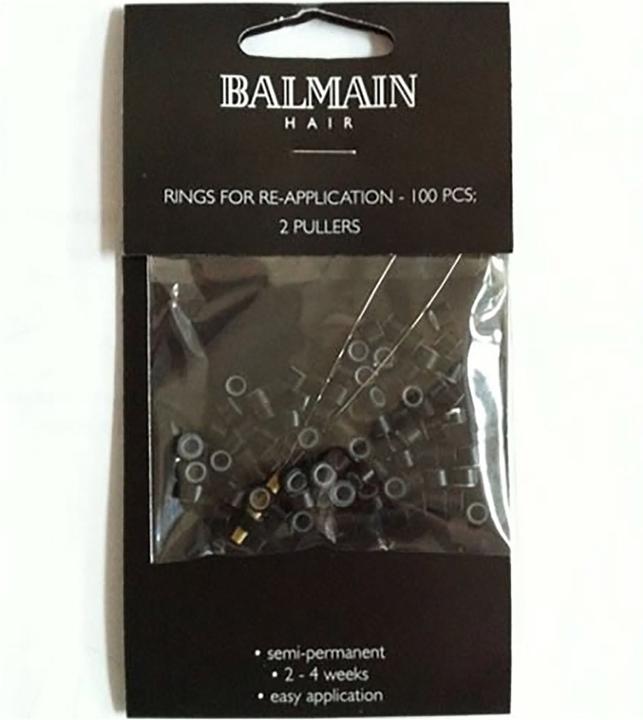 BALMAIN
HAIR
RINGS FOR RE-APPLICATION - 100 PCS;
2 PULLERS
• semi-permanent
• 2 - 4 weeks
• easy application